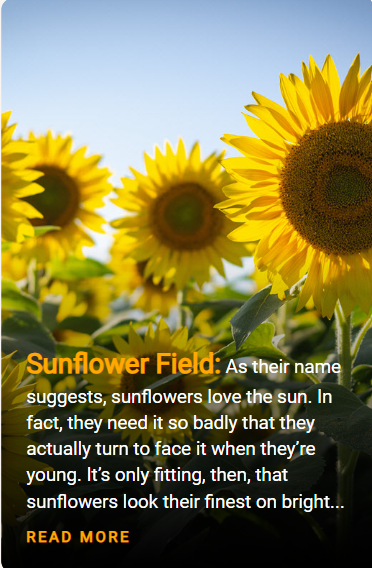 Sunflower Field: As their name
suggests, sunflowers love the sun. In
fact, they need it so badly that they
actually turn to face it when they’re
young. It’s only fitting, then, that
sunflowers look their finest on bright...
READ MORE